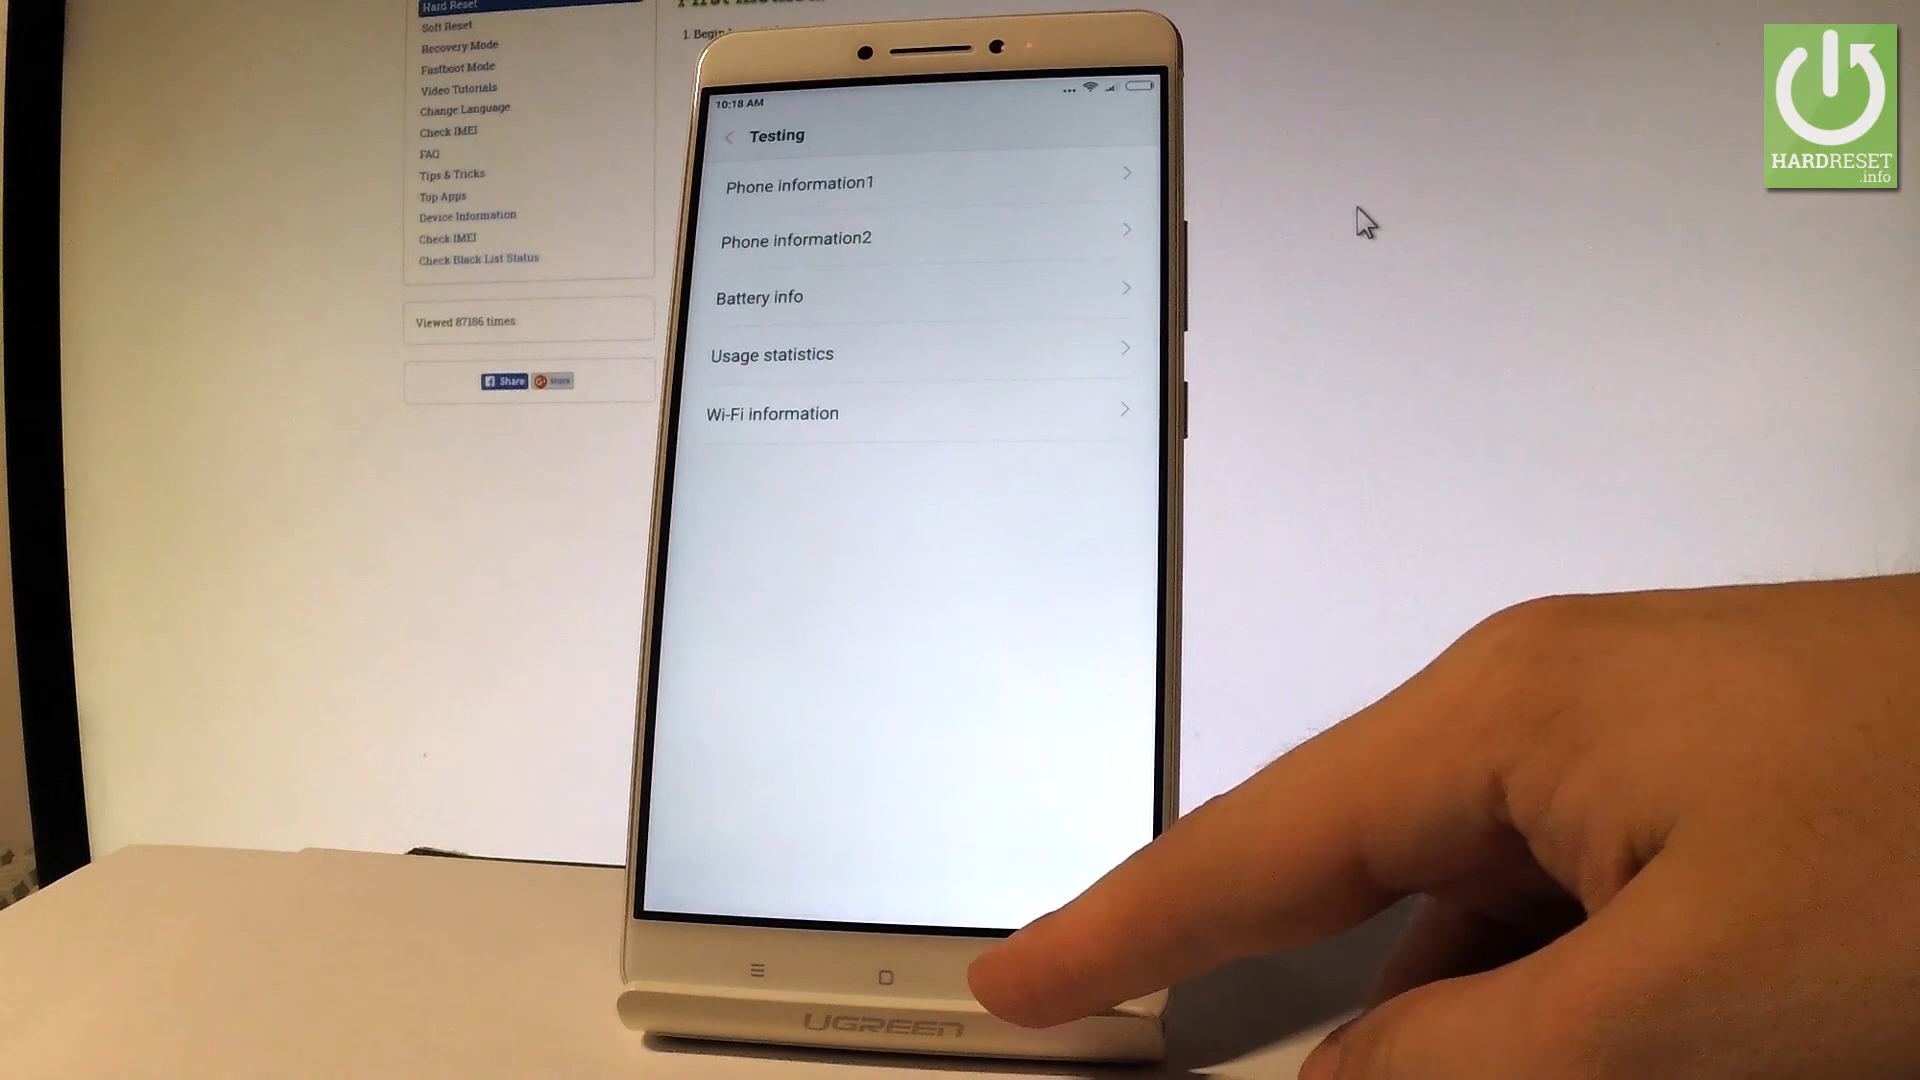 Hard Reset
Soft Reset
Recovery Mode
Fastboot Mode
Video Tutorials
Change Language
Check IMEI
FAQ
Tips & Tricks
Top Apps
Device Information
Check IMEI
Check Black List Status
Viewed 87186 times
Share
Share
1. Begin
10:18 AM
Testing
Phone information1
Phone information2
Battery info
Usage statistics
Wi-Fi information
UGREEN
HARDRESET
.info